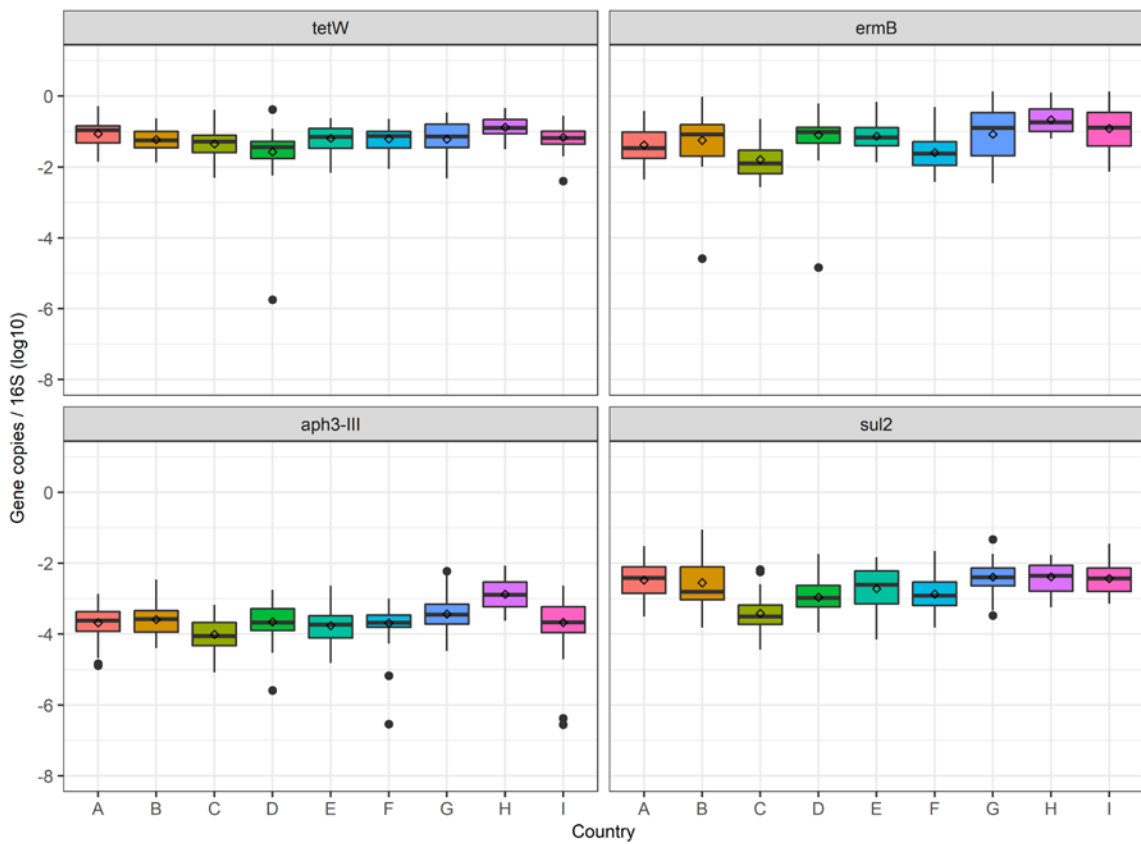 tetW ermB
0
-2
-4
-6
-8
aph3-III sul2
0
-2
-4
-6
-8
Gene copies / 16S (log10)
A B C D E F G H I A B C D E F G H I
Country